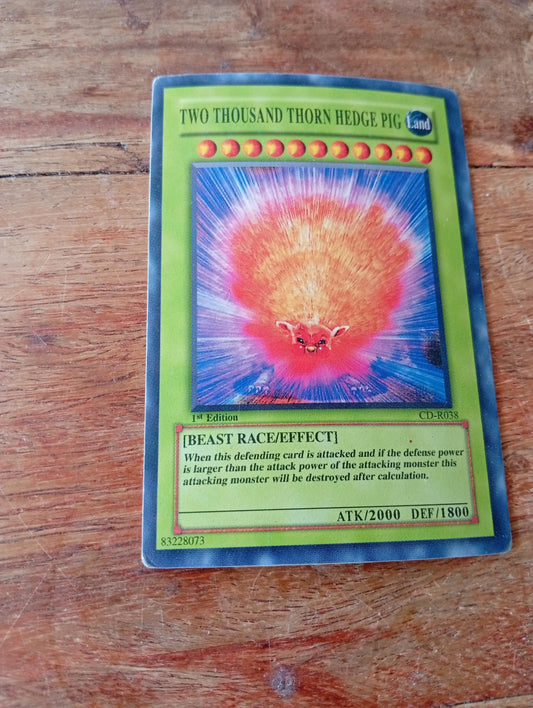 TWO THOUSAND THORN HEDGE PIG Land
1st Edition CD-R038
[BEAST RACE/EFFECT]
When this defending card is attacked and if the defense power
is larger than the attack power of the attacking monster this
attacking monster will be destroyed after calculation.
ATK/2000 DEF/1800
83228073